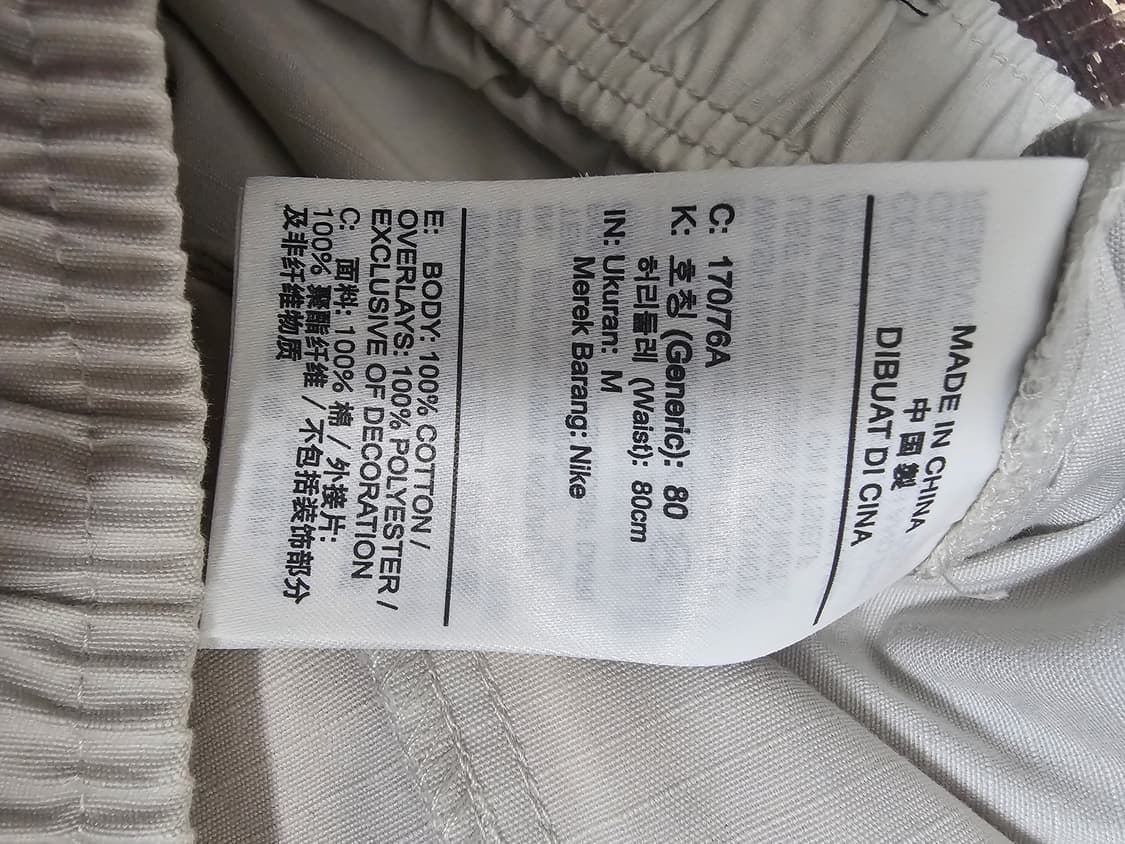 MADE IN CHINA
中國製
DIBUAT DI CINA
C: 170/76A
K: 호칭 (Generic): 80
허리둘레 (Waist): 80cm
IN: Ukuran: M
Merek Barang: Nike
E: BODY: 100% COTTON /
OVERLAYS: 100% POLYESTER /
EXCLUSIVE OF DECORATION
C: 面料: 100% 棉 / 外接片:
100% 聚酯纤维 / 不包括装饰部分
及非纤维物质